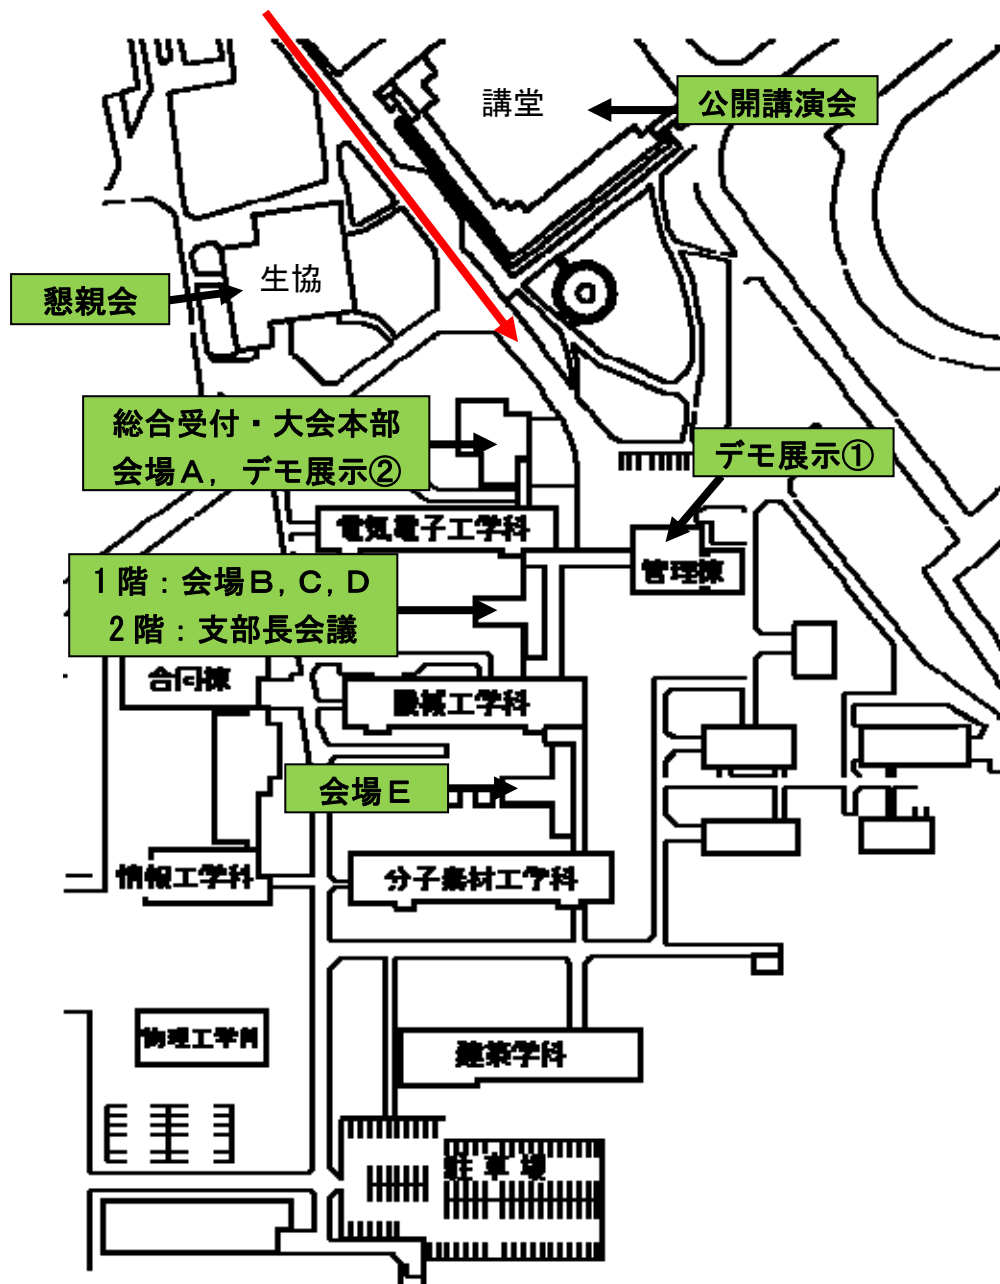 講堂
公開講演会
生協
懇親会
総合受付・大会本部
会場A，デモ展示②
デモ展示①
電気電子工学科
管理棟
1階：会場B，C，D
2階：支部長会議
合同棟
機械工学科
会場E
情報工学科
分子素材工学科
物理工学科
建築学科
駐車場